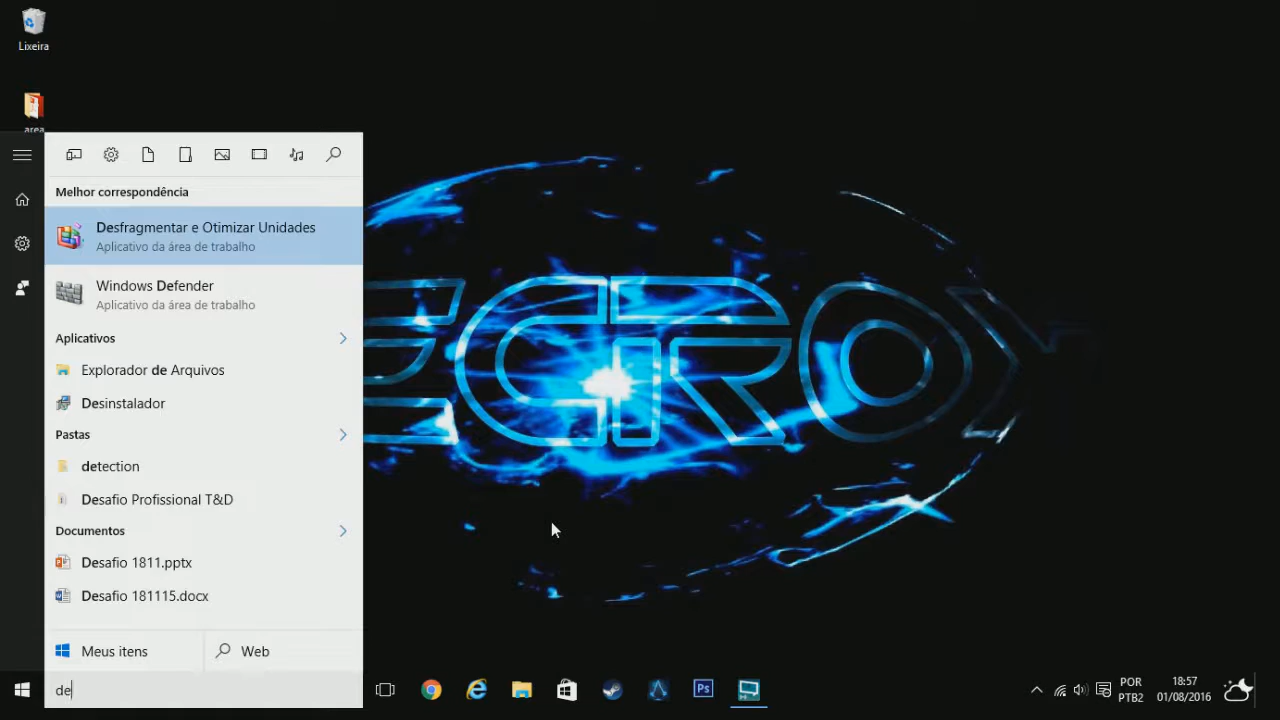 Lixeira
area
Melhor correspondência
Desfragmentar e Otimizar Unidades
Aplicativo da área de trabalho
Windows Defender
Aplicativo da área de trabalho
Aplicativos
Explorador de Arquivos
Desinstalador
Pastas
detection
Desafio Profissional T&D
Documentos
Desafio 1811.pptx
Desafio 181115.docx
Meus itens
Web
de
Ps
POR
PTB2
18:57
01/08/2016